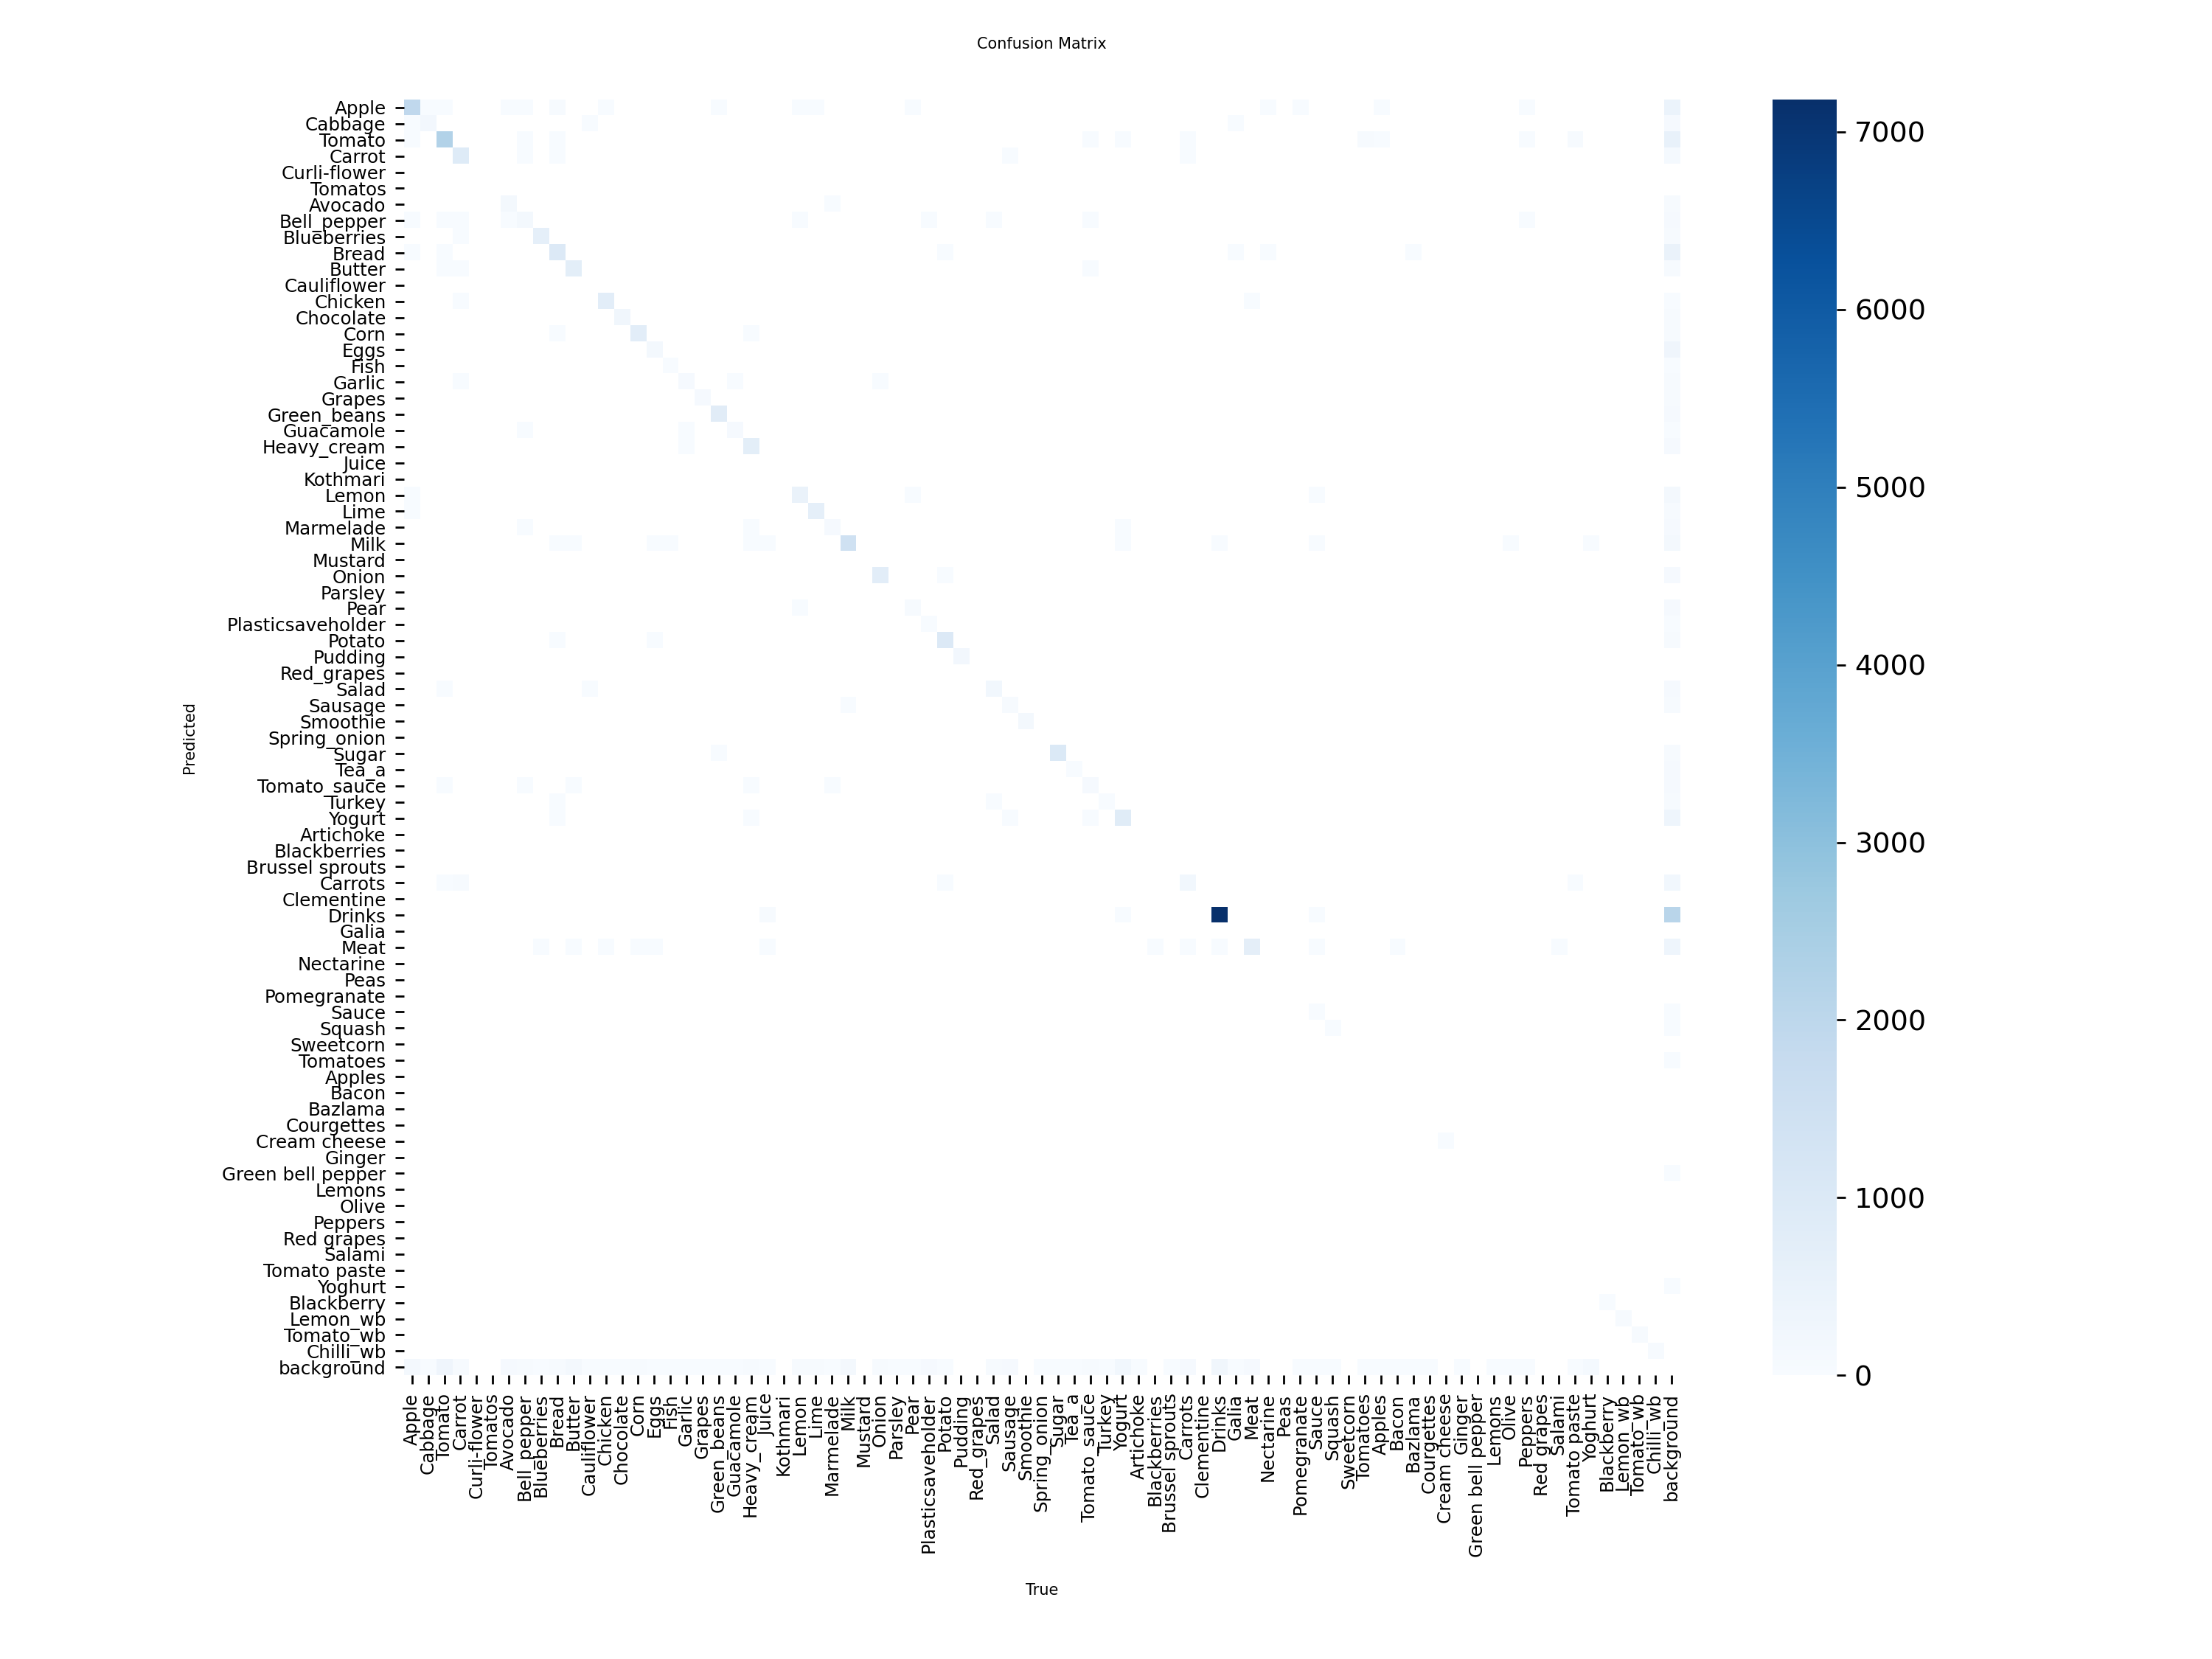 Confusion Matrix
Apple
Cabbage
Tomato
Carrot
Curli-flower
Tomatos
Avocado
Bell_pepper
Blueberries
Bread
Butter
Cauliflower
Chicken
Chocolate
Corn
Eggs
Fish
Garlic
Grapes
Green_beans
Guacamole
Heavy_cream
Juice
Kothmari
Lemon
Lime
Marmelade
Milk
Mustard
Onion
Parsley
Pear
Plasticsaveholder
Potato
Pudding
Red_grapes
Salad
Sausage
Smoothie
Spring_onion
Sugar
Tea_a
Tomato_sauce
Turkey
Yogurt
Artichoke
Blackberries
Brussel sprouts
Carrots
Clementine
Drinks
Galia
Meat
Nectarine
Peas
Pomegranate
Sauce
Squash
Sweetcorn
Tomatoes
Apples
Bacon
Bazlama
Courgettes
Cream cheese
Ginger
Green bell pepper
Lemons
Olive
Peppers
Red grapes
Salami
Tomato paste
Yoghurt
Blackberry
Lemon_wb
Tomato_wb
Chilli_wb
background
Predicted
Apple
Cabbage
Tomato
Carrot
Curli-flower
Tomatos
Avocado
Bell_pepper
Blueberries
Bread
Butter
Cauliflower
Chicken
Chocolate
Corn
Eggs
Fish
Garlic
Grapes
Green_beans
Guacamole
Heavy_cream
Juice
Kothmari
Lemon
Lime
Marmelade
Milk
Mustard
Onion
Parsley
Pear
Plasticsaveholder
Potato
Pudding
Red_grapes
Salad
Sausage
Smoothie
Spring_onion
Sugar
Tea_a
Tomato_sauce
Turkey
Yogurt
Artichoke
Blackberries
Brussel sprouts
Carrots
Clementine
Drinks
Galia
Meat
Nectarine
Peas
Pomegranate
Sauce
Squash
Sweetcorn
Tomatoes
Apples
Bacon
Bazlama
Courgettes
Cream cheese
Ginger
Green bell pepper
Lemons
Olive
Peppers
Red grapes
Salami
Tomato paste
Yoghurt
Blackberry
Lemon_wb
Tomato_wb
Chilli_wb
background
True
7000
6000
5000
4000
3000
2000
1000
0